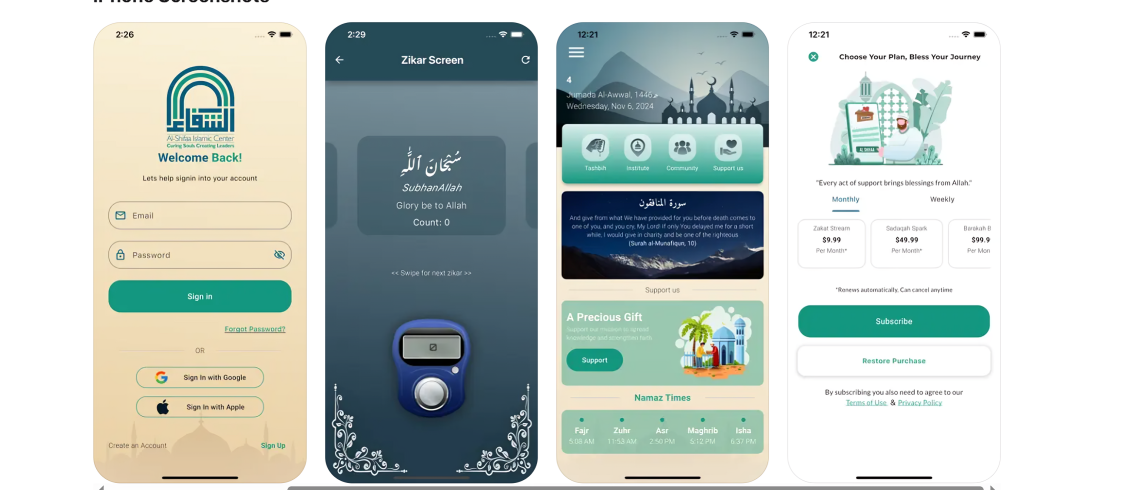 iPhone Screenshots
2:26
الشفاء
Al-Shifaa Islamic Center
Caring Souls Creating Leaders
Welcome Back!
Lets help signin into your account
Email
Password
Sign in
Forgot Password?
OR
Sign In with Google
Sign In with Apple
Create an Account
Sign Up
2:29
Zikar Screen
سُبْحَانَ ٱللَّٰهِ
SubhanAllah
Glory be to Allah
Count: 0
<< Swipe for next zikar >>
12:21
4
Jumada Al-Awwal, 1446
Wednesday, Nov 6, 2024
Tashbih
Institute
Community
Support us
سورة المنافقون
And give from what We have provided for you before death comes to
one of you, and you cry, My Lord! if only You delayed me for a short
while, I would give in charity and be one of the righteous
(Surah al-Munafiqun, 10)
Support us
A Precious Gift
Support our mission to spread
knowledge and strengthen faith
Support
Namaz Times
Fajr Zuhr Asr Maghrib Isha
5:08 AM 11:53 AM 2:50 PM 5:12 PM 6:37 PM
12:21
Choose Your Plan, Bless Your Journey
AL SHIFAA
"Every act of support brings blessings from Allah."
Monthly Weekly
Zakat Stream
$9.99
Per Month*
Sadaqah Spark
$49.99
Per Month*
Barakah B
$99.9
Per Mon
*Renews automatically. Can cancel anytime
Subscribe
Restore Purchase
By subscribing you also need to agree to our
Terms of Use & Privacy Policy